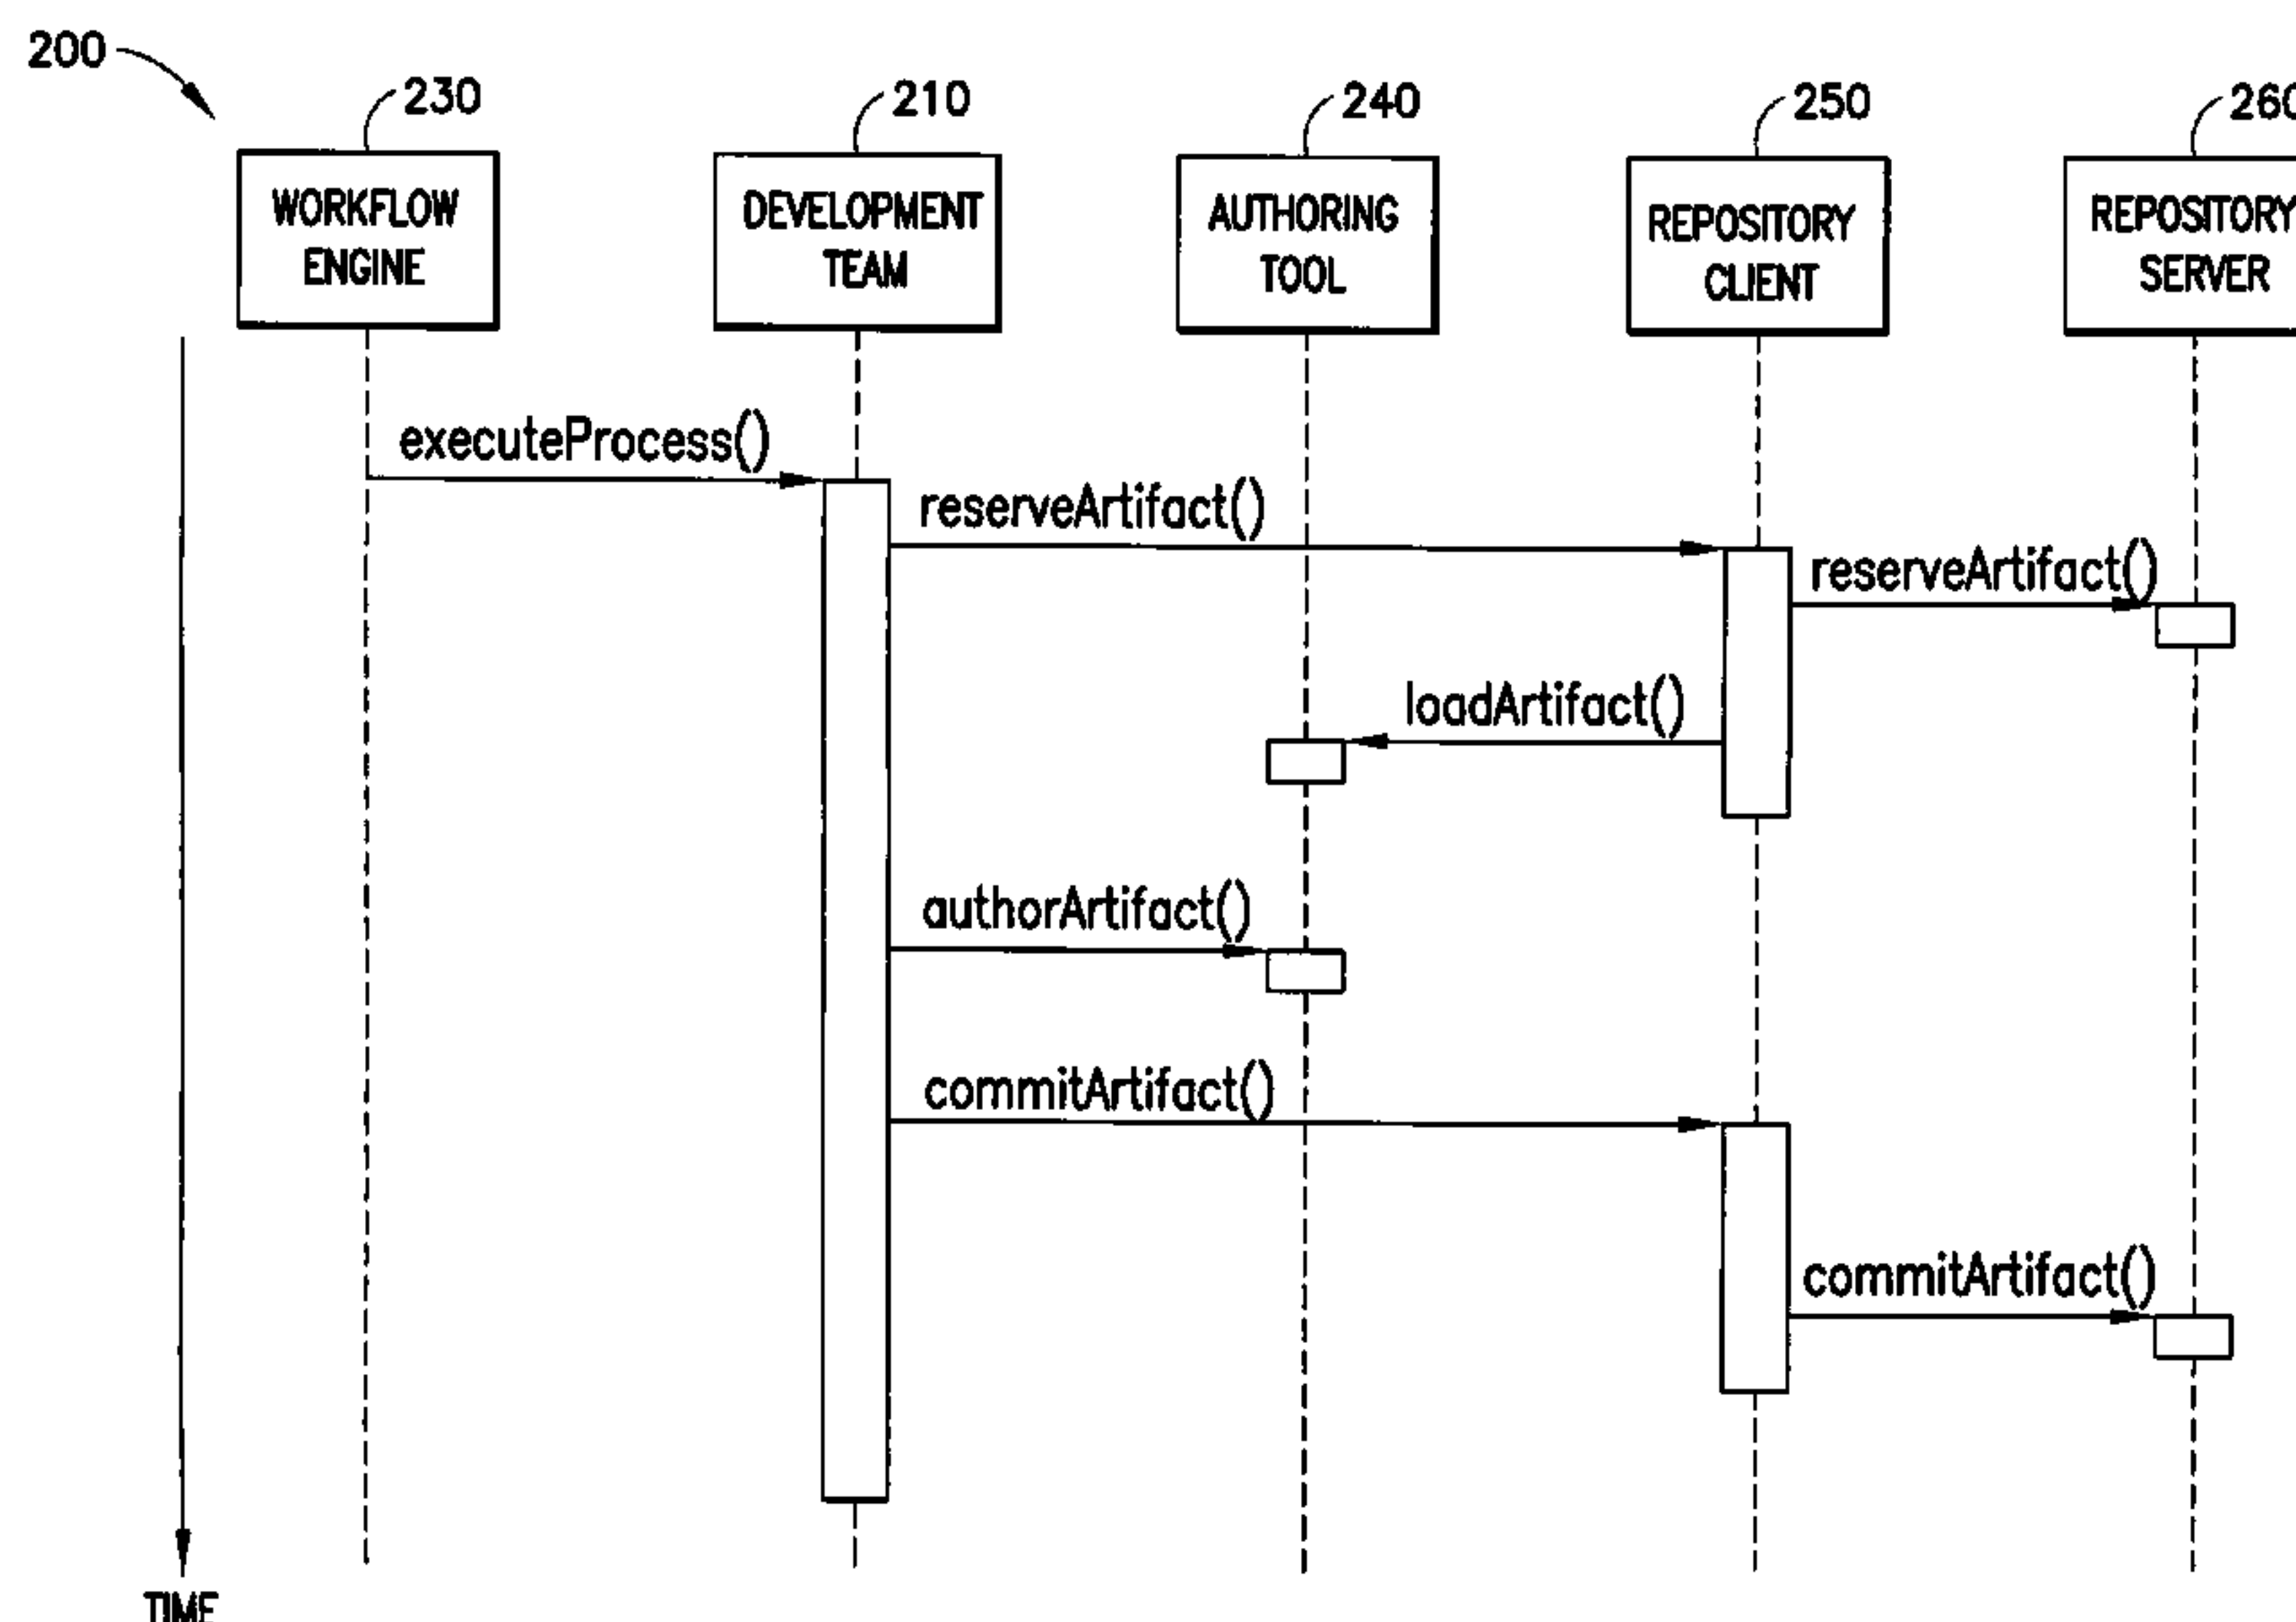 200
230
210
240
250
260
WORKFLOW
ENGINE
DEVELOPMENT
TEAM
AUTHORING
TOOL
REPOSITORY
CLIENT
REPOSITORY
SERVER
executeProcess()
reserveArtifact()
reserveArtifact()
loadArtifact()
authorArtifact()
commitArtifact()
commitArtifact()
TIME